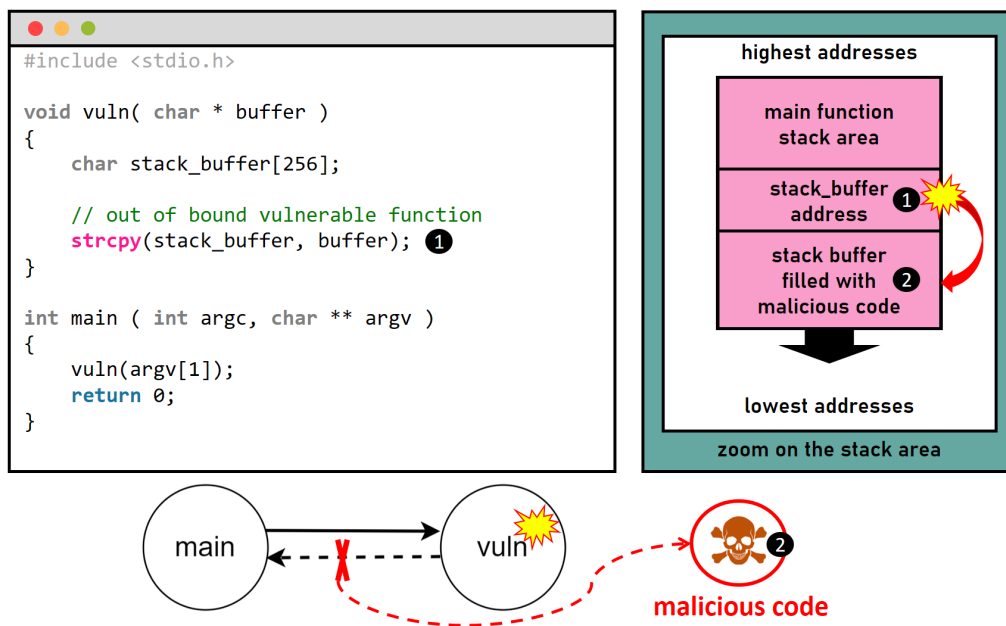 #include <stdio.h>
void vuln( char * buffer )
{
char stack_buffer[256];
// out of bound vulnerable function
strcpy(stack_buffer, buffer); 1
}
int main ( int argc, char ** argv )
{
vuln(argv[1]);
return 0;
}
highest addresses
main function
stack area
stack_buffer
address 1
stack buffer
filled with 2
malicious code
lowest addresses
zoom on the stack area
main
vuln
2
malicious code